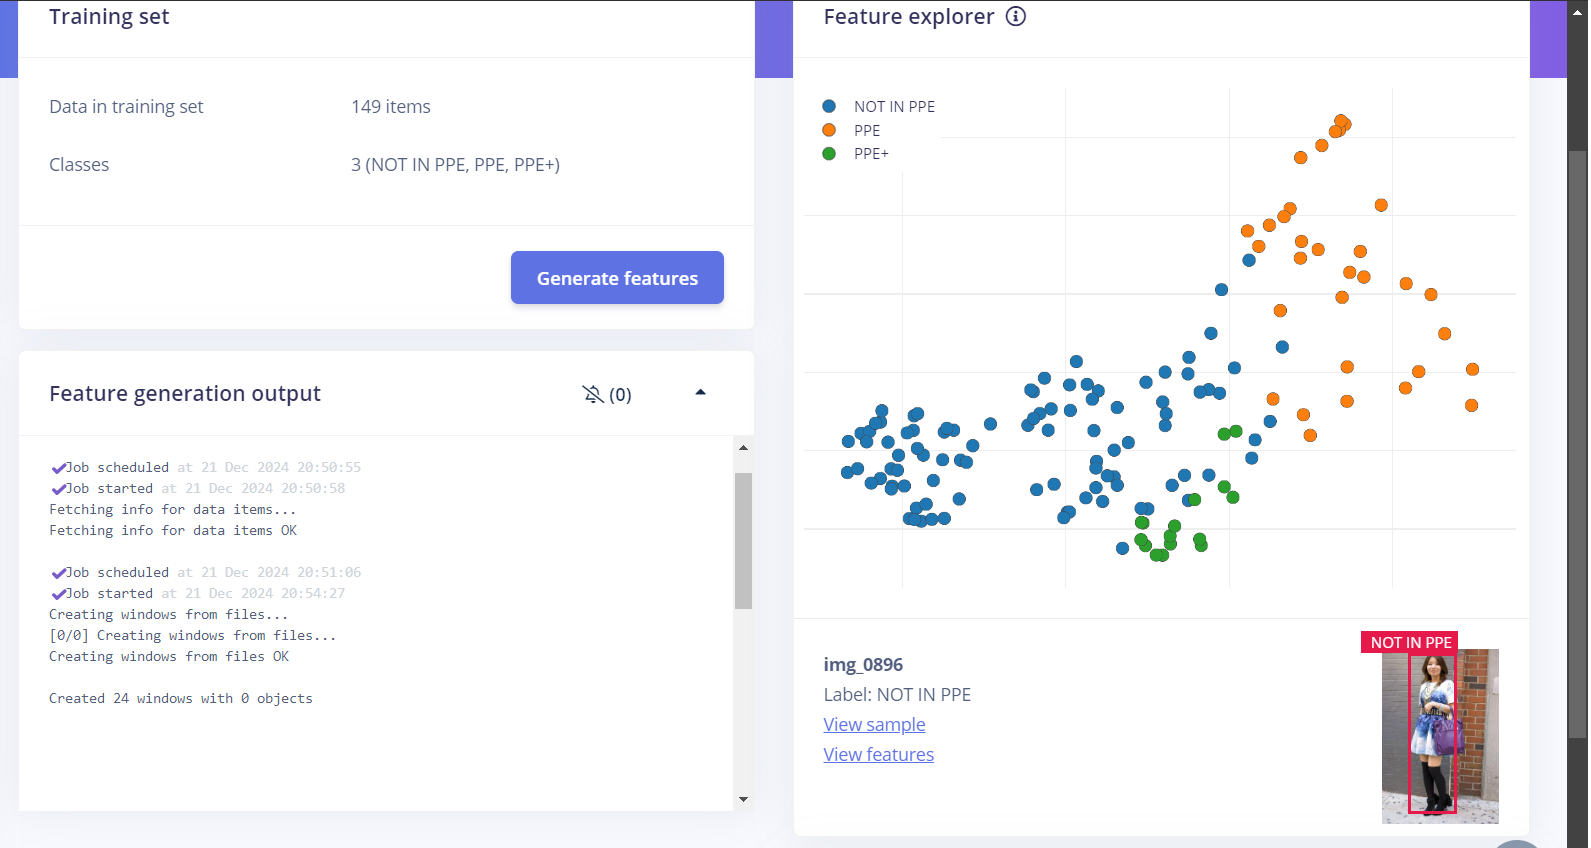 Training set
Data in training set 149 items
Classes 3 (NOT IN PPE, PPE, PPE+)
Generate features
Feature generation output (0)
Job scheduled at 21 Dec 2024 20:50:55
Job started at 21 Dec 2024 20:50:58
Fetching info for data items...
Fetching info for data items OK
Job scheduled at 21 Dec 2024 20:51:06
Job started at 21 Dec 2024 20:54:27
Creating windows from files...
[0/0] Creating windows from files...
Creating windows from files OK
Created 24 windows with 0 objects
Feature explorer
NOT IN PPE
PPE
PPE+
img_0896
Label: NOT IN PPE
View sample
View features
NOT IN PPE